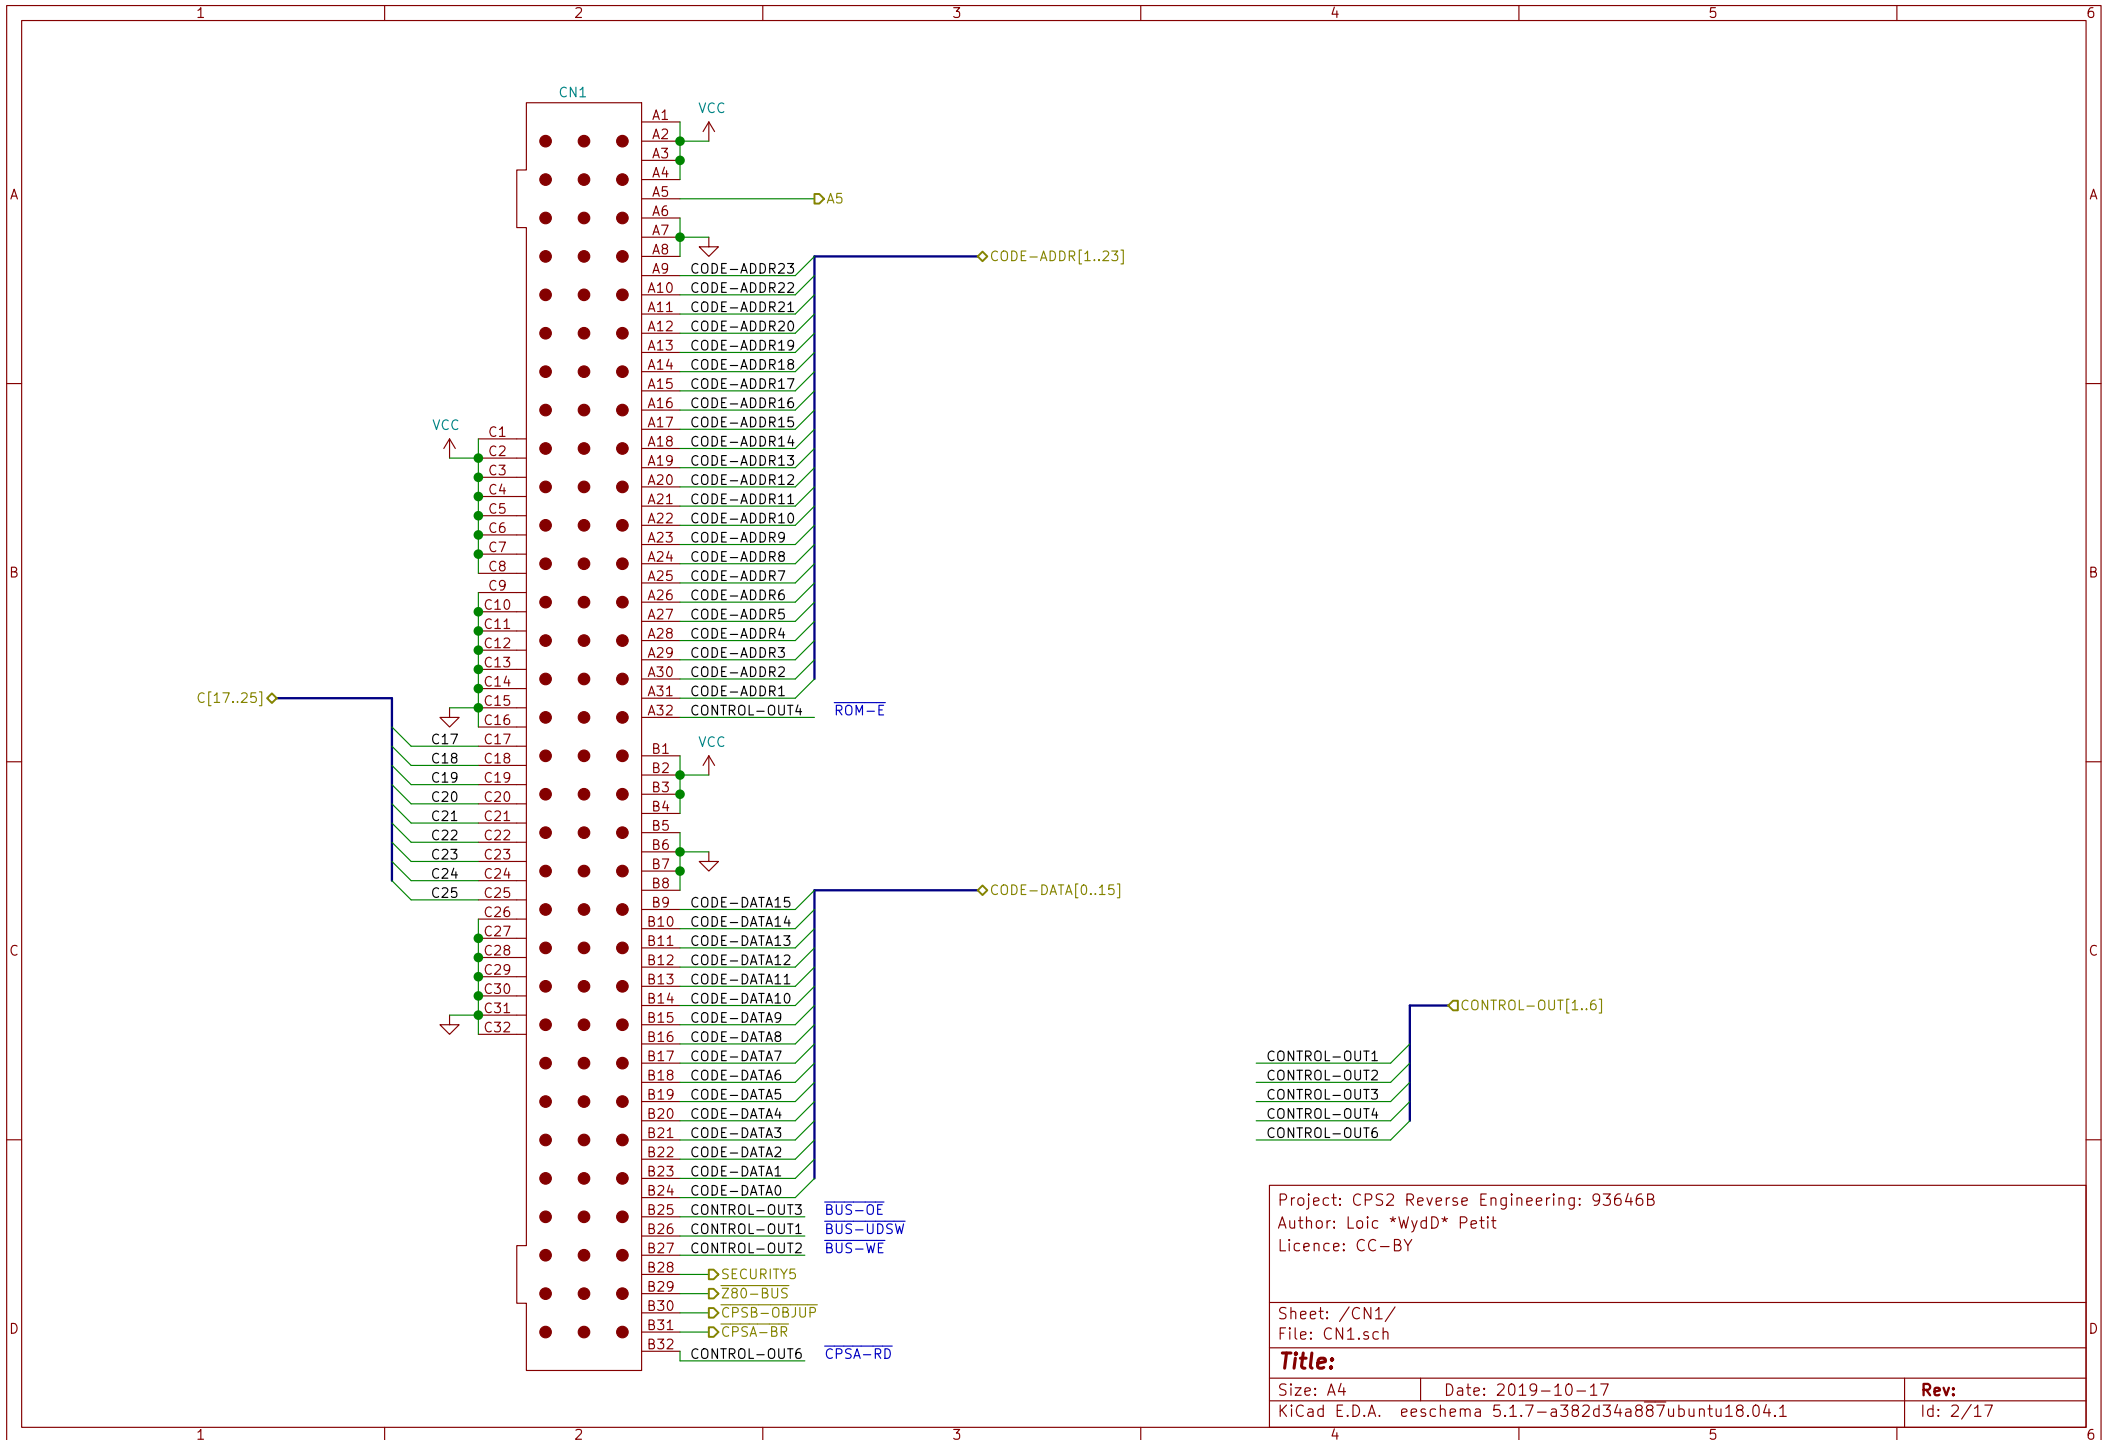 1 2 3 4 5 6
CN1
VCC
A1
A2
A3
A4
A5 A5
A6
A7
A8
CODE-ADDR[1..23]
A9 CODE-ADDR23
A10 CODE-ADDR22
A11 CODE-ADDR21
A12 CODE-ADDR20
A13 CODE-ADDR19
A14 CODE-ADDR18
A15 CODE-ADDR17
A16 CODE-ADDR16
A17 CODE-ADDR15
A18 CODE-ADDR14
A19 CODE-ADDR13
A20 CODE-ADDR12
A21 CODE-ADDR11
A22 CODE-ADDR10
A23 CODE-ADDR9
A24 CODE-ADDR8
A25 CODE-ADDR7
A26 CODE-ADDR6
A27 CODE-ADDR5
A28 CODE-ADDR4
A29 CODE-ADDR3
A30 CODE-ADDR2
A31 CODE-ADDR1
A32 CONTROL-OUT4 ROM-E
VCC
B1
B2
B3
B4
B5
B6
B7
B8
CODE-DATA[0..15]
B9 CODE-DATA15
B10 CODE-DATA14
B11 CODE-DATA13
B12 CODE-DATA12
B13 CODE-DATA11
B14 CODE-DATA10
B15 CODE-DATA9
B16 CODE-DATA8
B17 CODE-DATA7
B18 CODE-DATA6
B19 CODE-DATA5
B20 CODE-DATA4
B21 CODE-DATA3
B22 CODE-DATA2
B23 CODE-DATA1
B24 CODE-DATA0
B25 CONTROL-OUT3 BUS-OE
B26 CONTROL-OUT1 BUS-UDSW
B27 CONTROL-OUT2 BUS-WE
B28 SECURITY5
B29 Z80-BUS
B30 CPSB-OBJUP
B31 CPSA-BR
B32 CONTROL-OUT6 CPSA-RD
VCC
C1
C2
C3
C4
C5
C6
C7
C8
C9
C10
C11
C12
C13
C14
C15
C16
C[17..25]
C17 C17
C18 C18
C19 C19
C20 C20
C21 C21
C22 C22
C23 C23
C24 C24
C25 C25
C26
C27
C28
C29
C30
C31
C32
CONTROL-OUT[1..6]
CONTROL-OUT1
CONTROL-OUT2
CONTROL-OUT3
CONTROL-OUT4
CONTROL-OUT6
A A
B B
C C
D D
Project: CPS2 Reverse Engineering: 93646B
Author: Loic *WydD* Petit
Licence: CC-BY
Sheet: /CN1/
File: CN1.sch
Title:
Size: A4 Date: 2019-10-17 Rev:
KiCad E.D.A. eeschema 5.1.7-a382d34a887ubuntu18.04.1 Id: 2/17
1 2 3 4 5 6